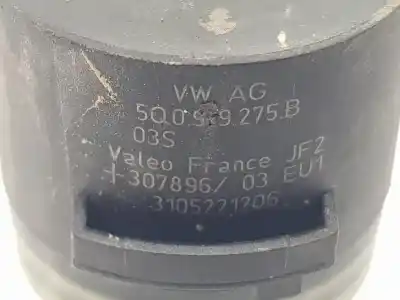 VW AG
5Q0.919.275.B
03S
Valeo France JF2
+307896/ 03 EU1
3105221206